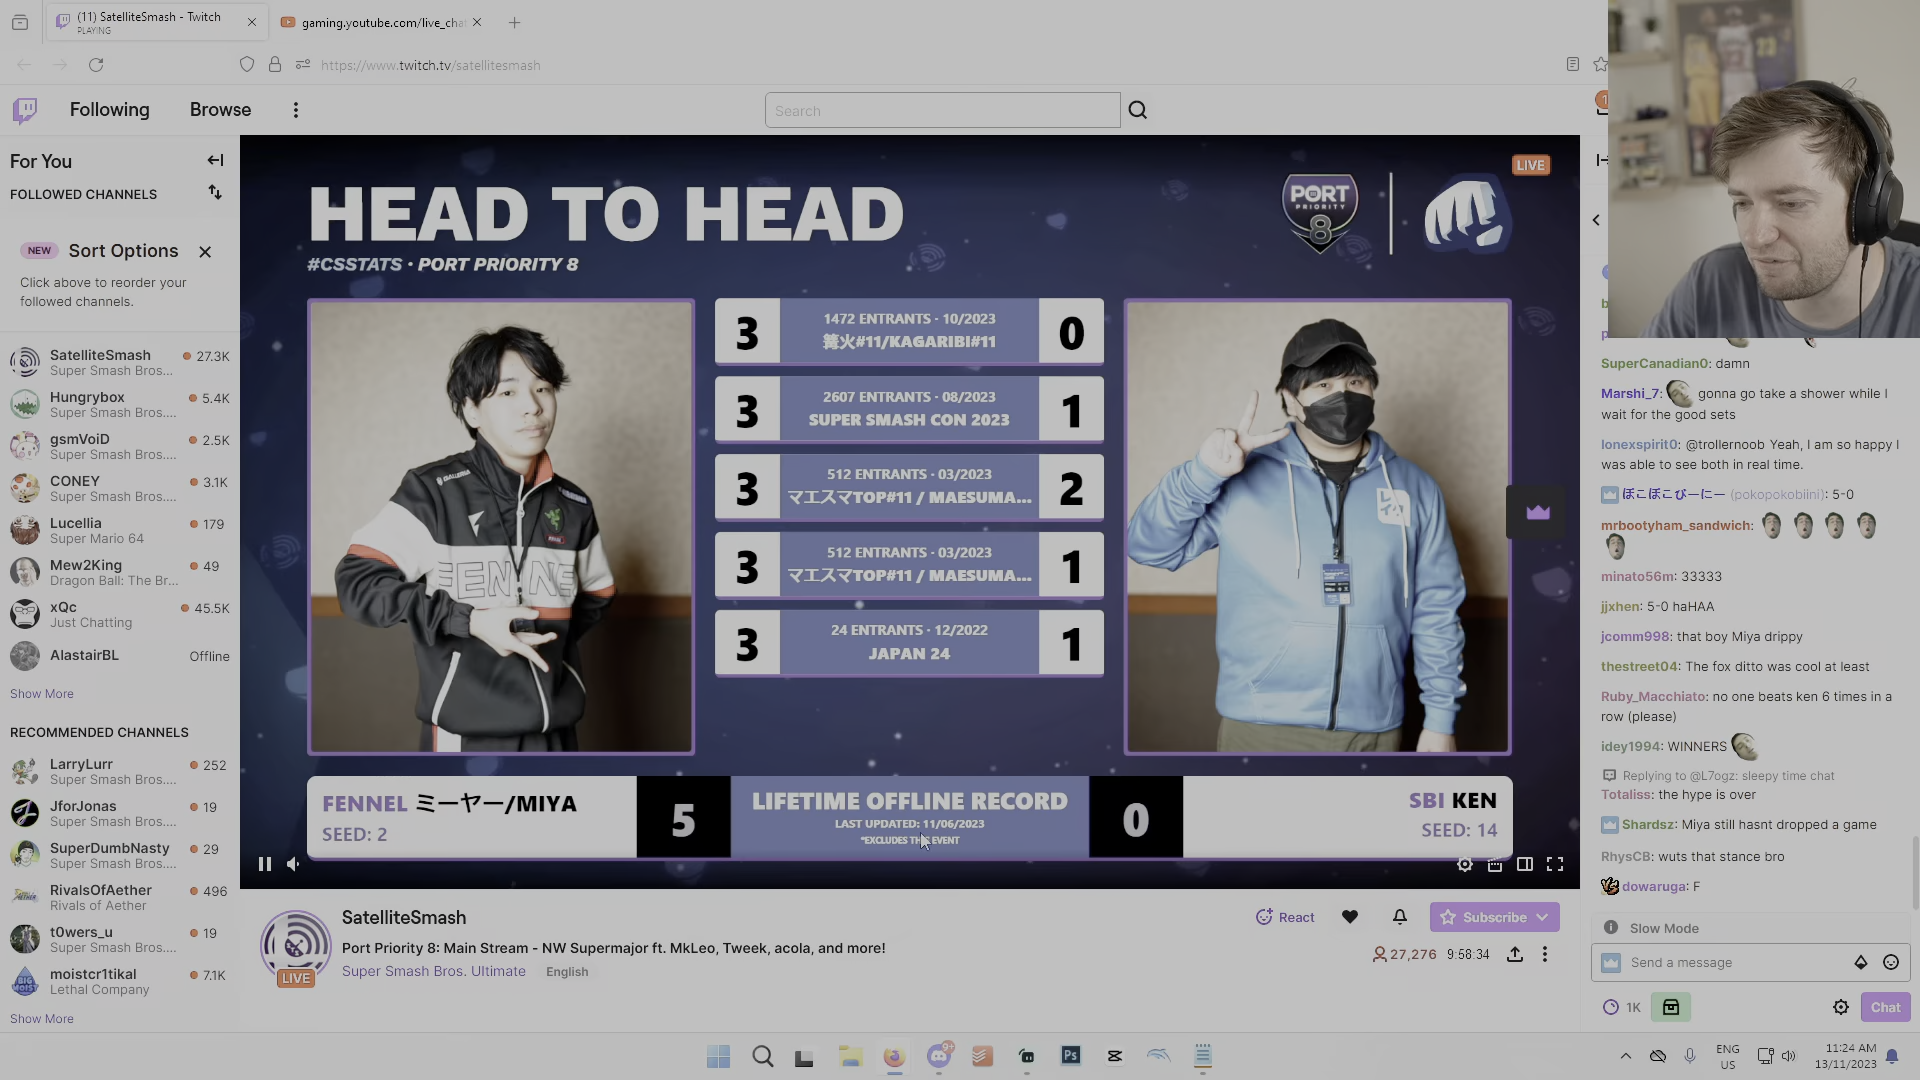 (11) SatelliteSmash - Twitch
PLAYING
gaming.youtube.com/live_cha
https://www.twitch.tv/satellitesmash
Following
Browse
Search
For You
FOLLOWED CHANNELS
NEW
Sort Options
Click above to reorder your
followed channels.
SatelliteSmash
27.3K
Super Smash Bros...
Hungrybox
5.4K
Super Smash Bros....
gsmVoiD
2.5K
Super Smash Bros....
CONEY
3.1K
Super Smash Bros....
Lucellia
179
Super Mario 64
Mew2King
49
Dragon Ball: The Br...
xQc
45.5K
Just Chatting
AlastairBL
Offline
Show More
RECOMMENDED CHANNELS
LarryLurr
252
Super Smash Bros....
JforJonas
19
Super Smash Bros....
SuperDumbNasty
29
Super Smash Bros....
RivalsOfAether
496
Rivals of Aether
t0wers_u
19
Super Smash Bros....
moistcr1tikal
7.1K
Lethal Company
Show More
HEAD TO HEAD
#CSSTATS · PORT PRIORITY 8
PORT
PRIORITY
8
LIVE
3
1472 ENTRANTS · 10/2023
篝火#11/KAGARIBI#11
0
3
2607 ENTRANTS · 08/2023
SUPER SMASH CON 2023
1
3
512 ENTRANTS · 03/2023
マエスマTOP#11 / MAESUMA...
2
3
512 ENTRANTS · 03/2023
マエスマTOP#11 / MAESUMA...
1
3
24 ENTRANTS · 12/2022
JAPAN 24
1
FENNEL ミーヤー/MIYA
SEED: 2
5
LIFETIME OFFLINE RECORD
LAST UPDATED: 11/06/2023
*EXCLUDES THIS EVENT
0
SBI KEN
SEED: 14
SatelliteSmash
Port Priority 8: Main Stream - NW Supermajor ft. MkLeo, Tweek, acola, and more!
Super Smash Bros. Ultimate
English
LIVE
React
Subscribe
27,276
9:58:34
SuperCanadian0: damn
Marshi_7: gonna go take a shower while I
wait for the good sets
lonexspirit0: @trollernoob Yeah, I am so happy I
was able to see both in real time.
ぽこぽこびーにー (pokopokobiini): 5-0
mrbootyham_sandwich:
minato56m: 33333
jjxhen: 5-0 haHAA
jcomm998: that boy Miya drippy
thestreet04: The fox ditto was cool at least
Ruby_Macchiato: no one beats ken 6 times in a
row (please)
idey1994: WINNERS
Replying to @L7ogz: sleepy time chat
Totaliss: the hype is over
Shardsz: Miya still hasnt dropped a game
RhysCB: wuts that stance bro
dowaruga: F
Slow Mode
Send a message
1K
Chat
ENG
US
11:24 AM
13/11/2023